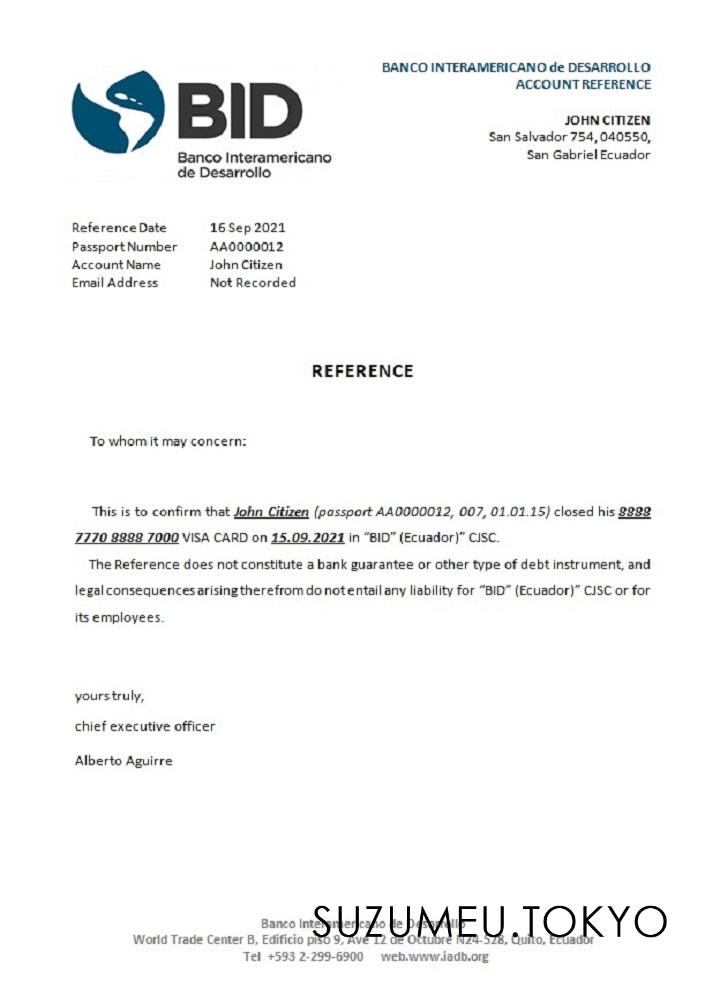 BID
Banco Interamericano
de Desarrollo
BANCO INTERAMERICANO de DESARROLLO
ACCOUNT REFERENCE
JOHN CITIZEN
San Salvador 754, 040550,
San Gabriel Ecuador
Reference Date 16 Sep 2021
Passport Number AA0000012
Account Name John Citizen
Email Address Not Recorded
REFERENCE
To whom it may concern:
This is to confirm that John Citizen (passport AA0000012, 007, 01.01.15) closed his 8888
7770 8888 7000 VISA CARD on 15.09.2021 in “BID” (Ecuador)” CJSC.
The Reference does not constitute a bank guarantee or other type of debt instrument, and
legal consequences arising therefrom do not entail any liability for “BID” (Ecuador)” CJSC or for
its employees.
yours truly,
chief executive officer
Alberto Aguirre
Banco Interamericano de Desarrollo
SUZUMEU.TOKYO
World Trade Center B, Edificio piso 9, Ave 12 de Octubre N24-528, Quito, Ecuador
Tel +593 2-299-6900 web.www.iadb.org